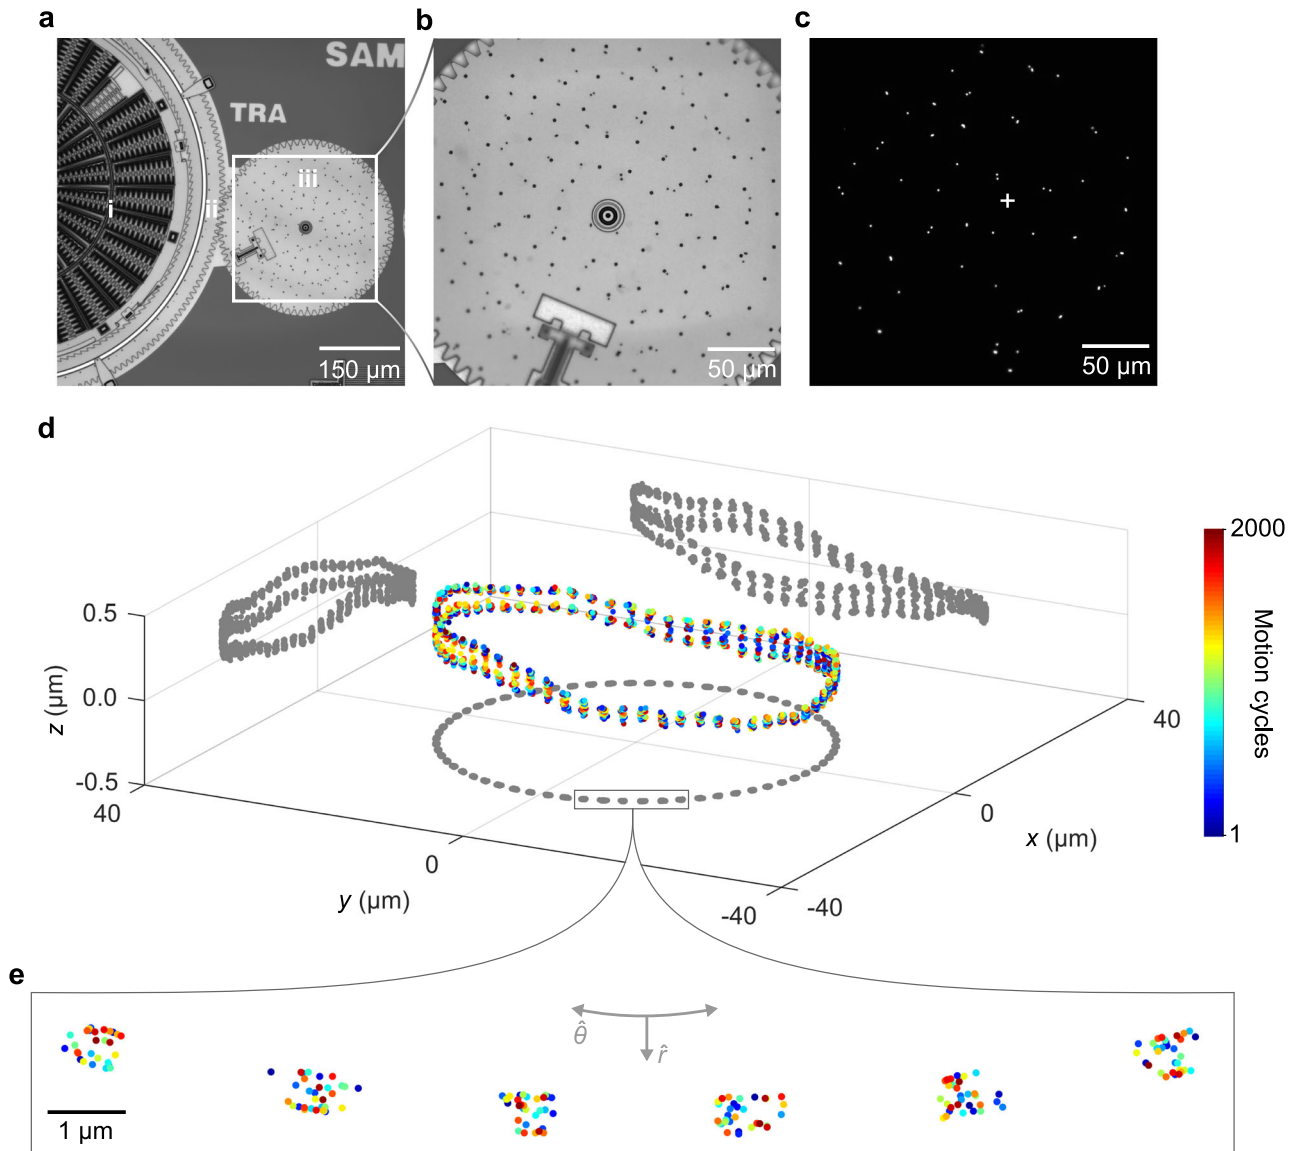 a
b
c
SAM
TRA
i
ii
iii
150 µm
50 µm
50 µm
d
0.5
0.0
-0.5
z (µm)
40
0
-40
y (µm)
-40
0
40
x (µm)
2000
1
Motion cycles
e
θ̂
r̂
1 µm